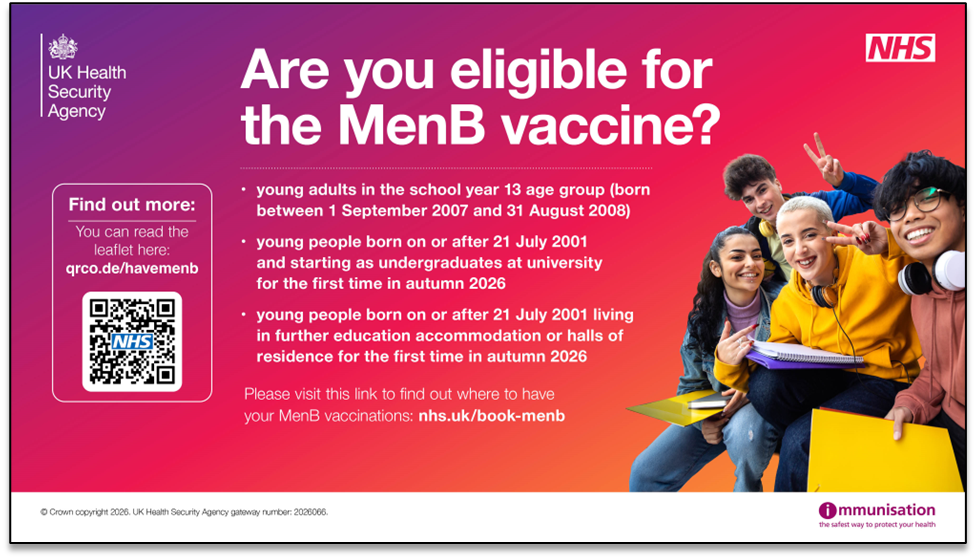 UK Health
Security
Agency
NHS
Are you eligible for
the MenB vaccine?
• young adults in the school year 13 age group (born
between 1 September 2007 and 31 August 2008)
• young people born on or after 21 July 2001
and starting as undergraduates at university
for the first time in autumn 2026
• young people born on or after 21 July 2001 living
in further education accommodation or halls of
residence for the first time in autumn 2026
Please visit this link to find out where to have
your MenB vaccinations: nhs.uk/book-menb
Find out more:
You can read the
leaflet here:
qrco.de/havemenb
NHS
© Crown copyright 2026. UK Health Security Agency gateway number: 2026066.
immunisation
the safest way to protect your health